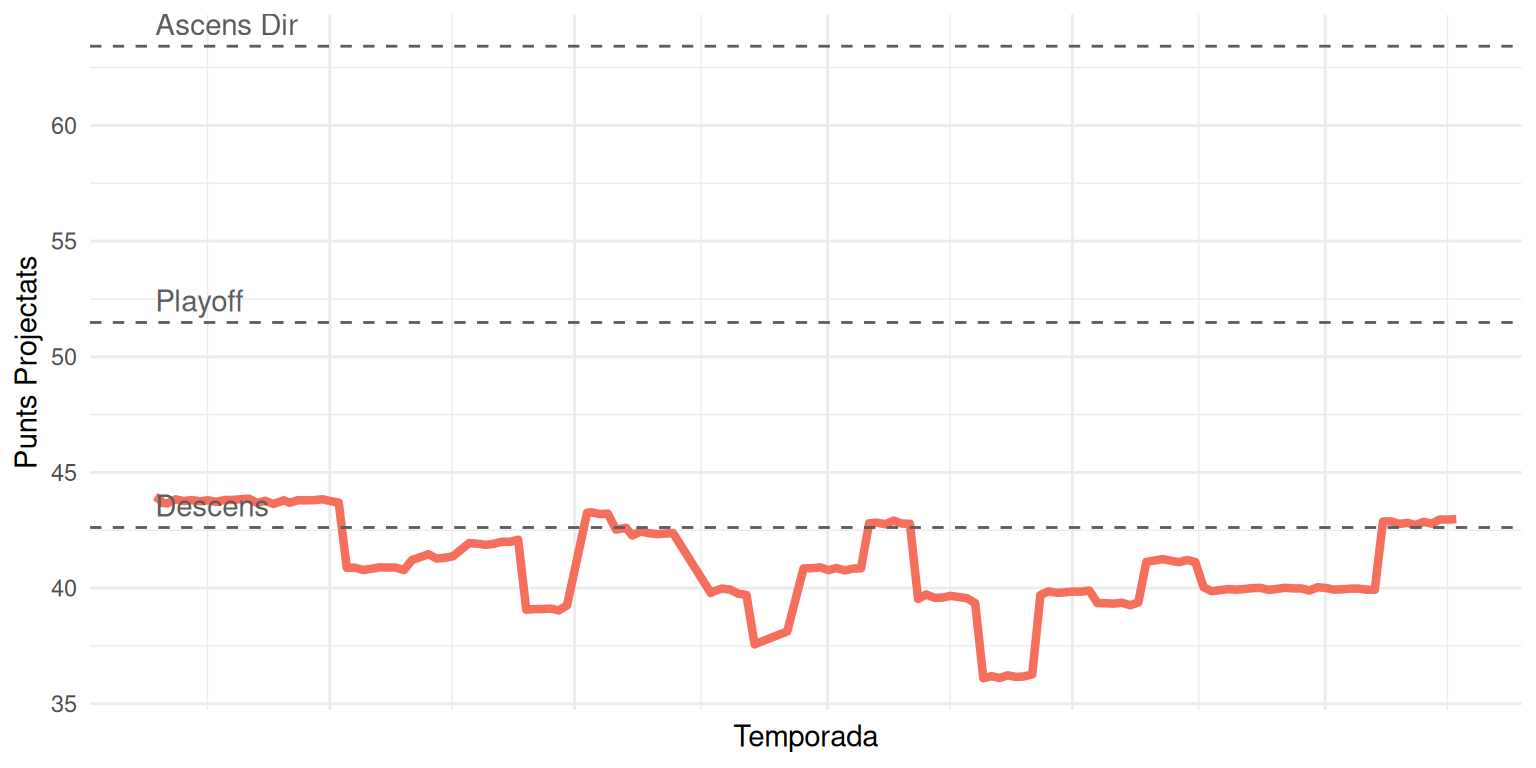 Ascens Dir
60
55
Playoff
50
45
Descens
40
35
Punts Projectats
Temporada